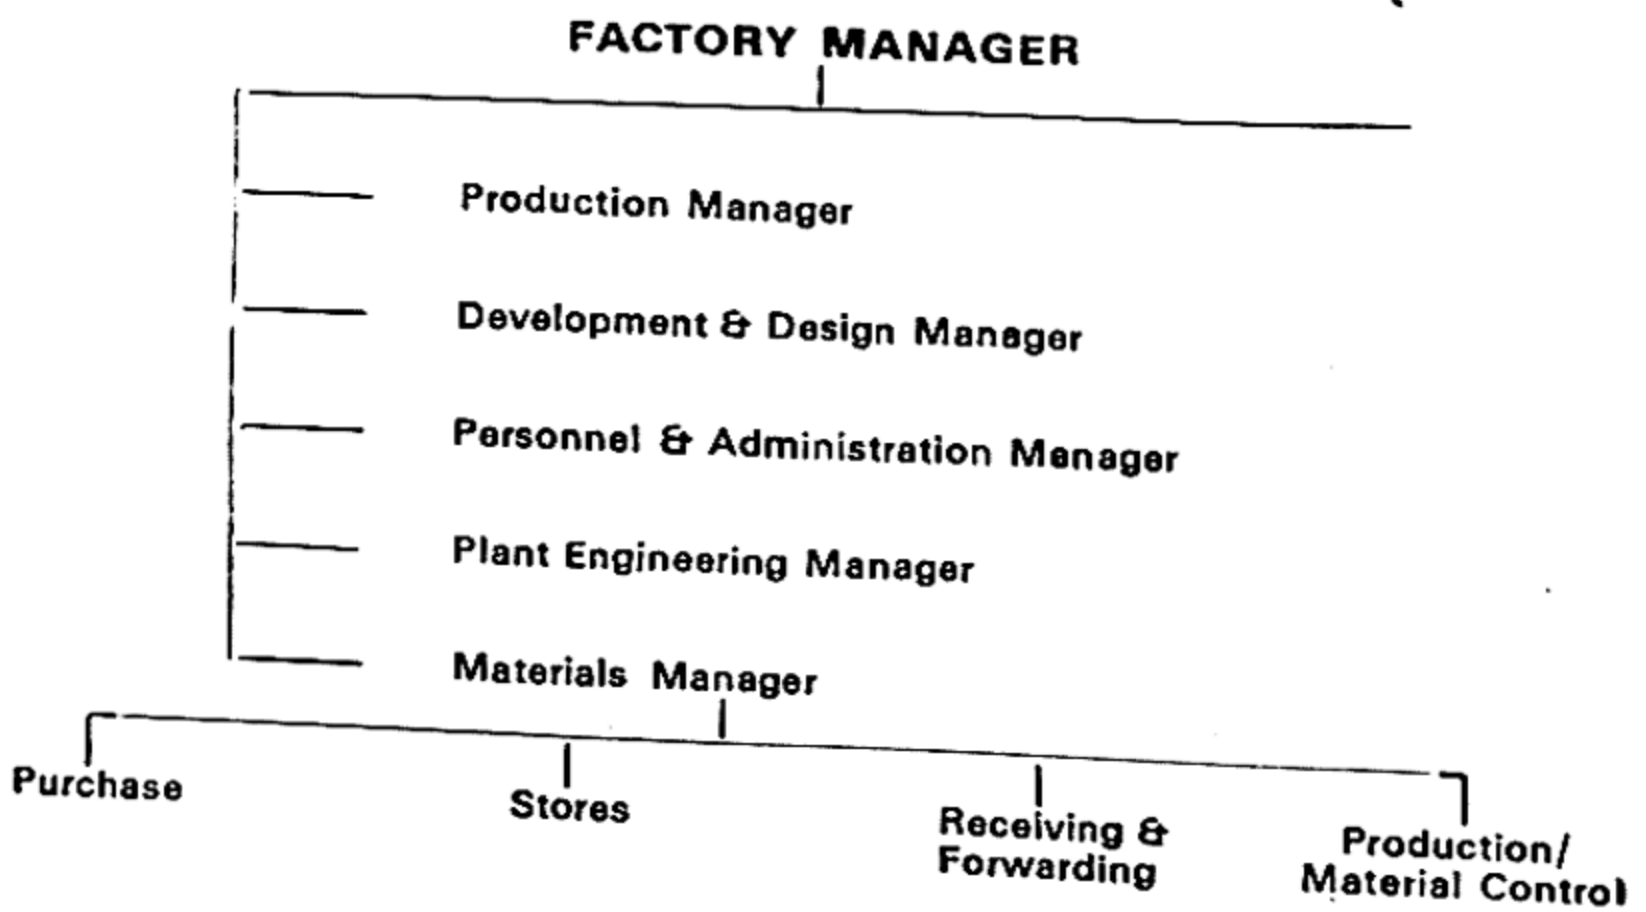 FACTORY MANAGER
Production Manager
Development & Design Manager
Personnel & Administration Manager
Plant Engineering Manager
Materials Manager
Purchase
Stores
Receiving &
Forwarding
Production/
Material Control